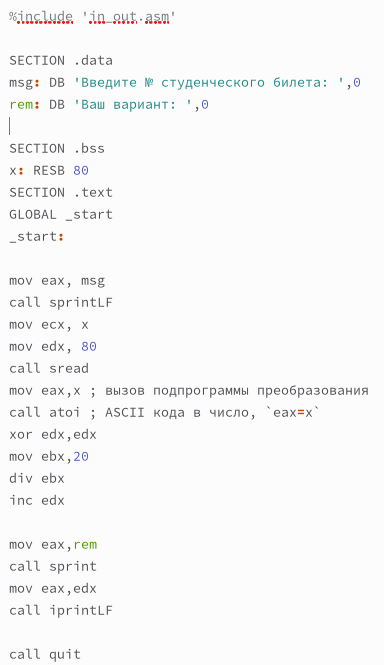 %include 'in_out.asm'
SECTION .data
msg: DB 'Введите № студенческого билета: ',0
rem: DB 'Ваш вариант: ',0
SECTION .bss
x: RESB 80
SECTION .text
GLOBAL _start
_start:
mov eax, msg
call sprintLF
mov ecx, x
mov edx, 80
call sread
mov eax,x ; вызов подпрограммы преобразования
call atoi ; ASCII кода в число, `eax=x`
xor edx,edx
mov ebx,20
div ebx
inc edx
mov eax,rem
call sprint
mov eax,edx
call iprintLF
call quit